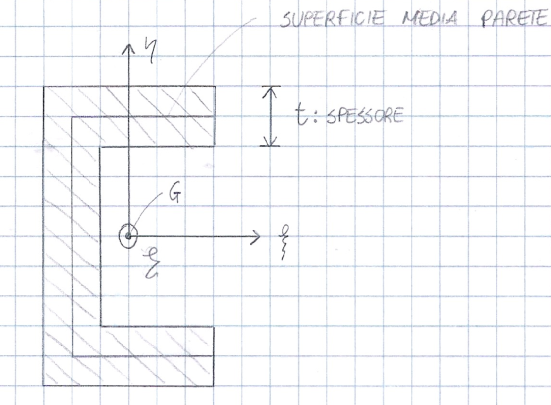 SUPERFICIE MEDIA PARETE
η
t: SPESSORE
G
ξ
ζ